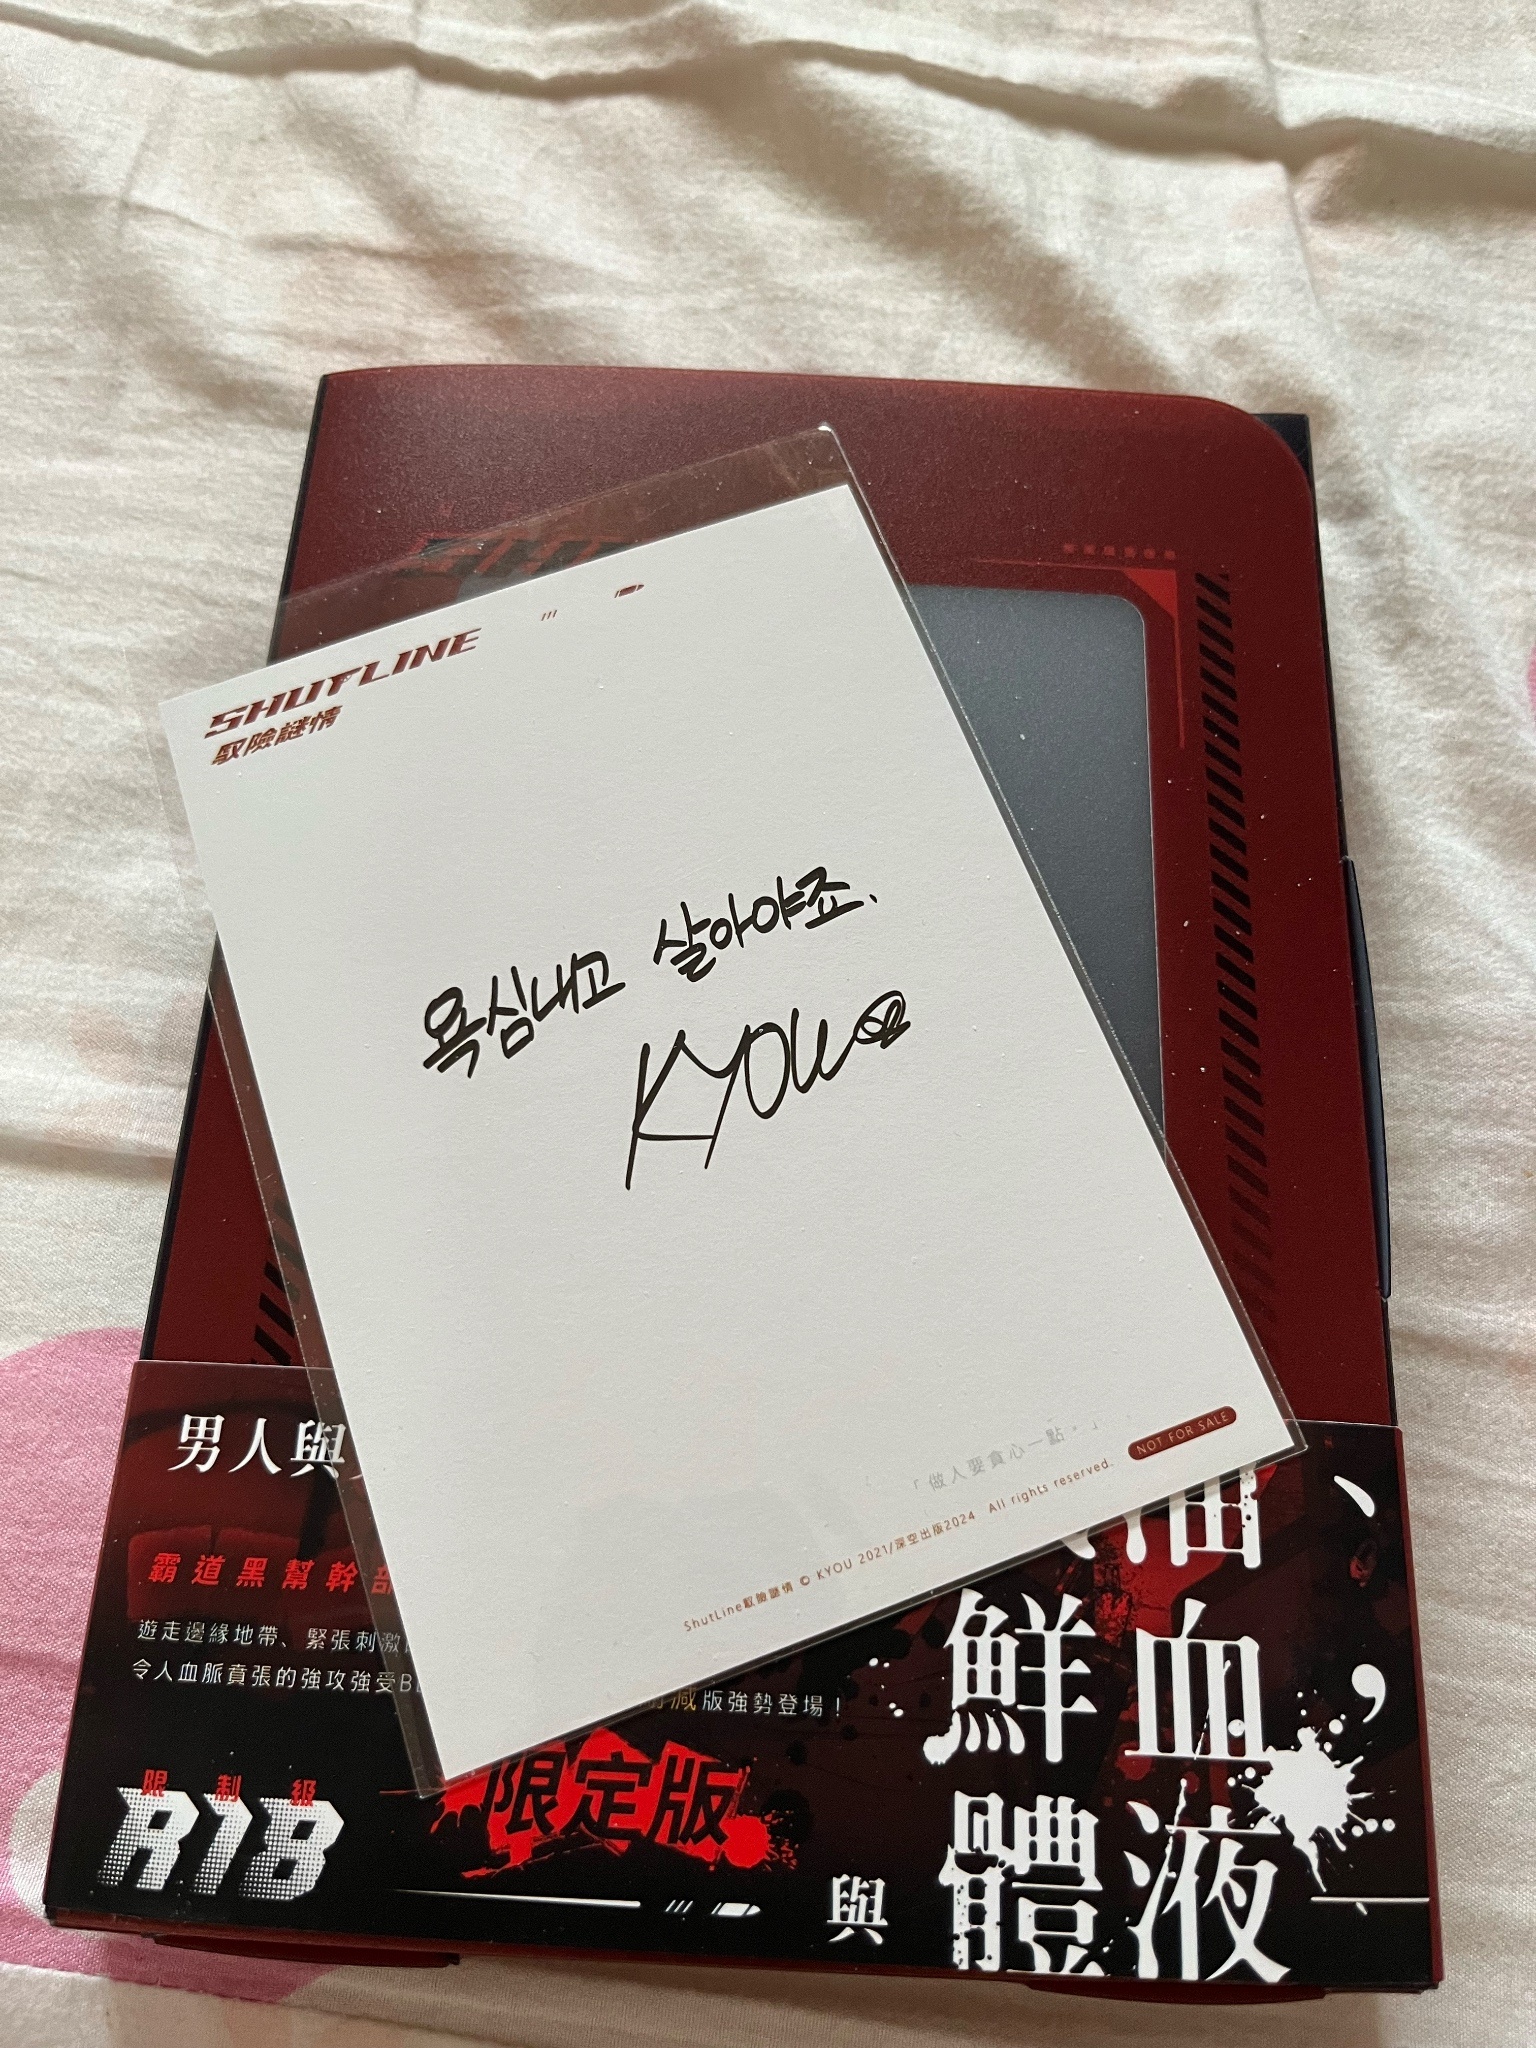 SHUTLINE
馭險謎情
욕심내고 살아야죠.
KYOU
「做人要貪心一點。」
NOT FOR SALE
ShutLine馭險謎情 © KYOU 2021/深空出版2024 All rights reserved.
男人與
油、
鮮血,
與體液
霸道黑幫幹部
遊走邊緣地帶、緊張刺激
令人血脈賁張的強攻強受B
減版強勢登場!
限制級
R18
限定版